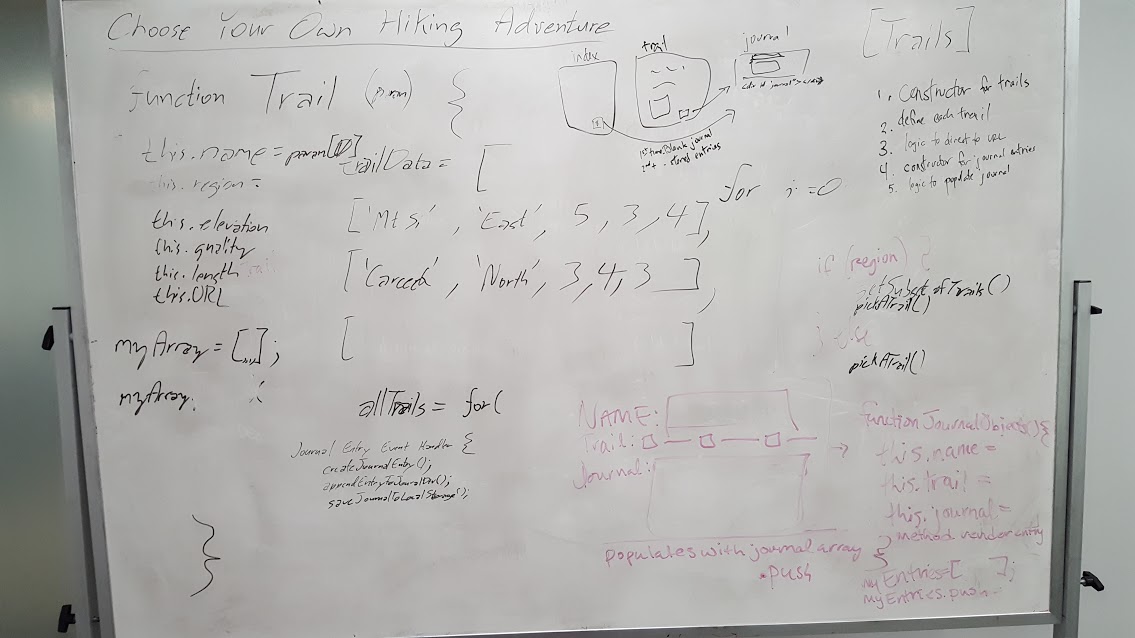 Choose Your Own Hiking Adventure
function Trail (param) {
this.name = param[0]
this.region =
this.elevation
this.quality
this.length
this.URL
myArray = [,,,];
myArray.
}
trailData = [
['Mt Si', 'East', 5, 3, 4],
['North', 3, 4, 3 ],
[ ]
for i = 0
allTrails = for(
Journal Entry Event Handler {
createJournalEntry();
appendEntryToJournalDiv();
saveJournalToLocalStorage();
index
trail
journal
1st time: Blank journal
2nd + : stored entries
[Trails]
1. Constructor for trails
2. define each trail
3. logic to direct to URL
4. constructor for journal entries
5. logic to populate journal
if (region) {
getSubsetofTrails()
pickATrail()
} else
pickATrail()
NAME:
Trail:
Journal:
populates with journal array
.push
function JournalObject() {
this.name =
this.trail =
this.journal =
method render entry
}
myEntries = [ ];
myEntries.push